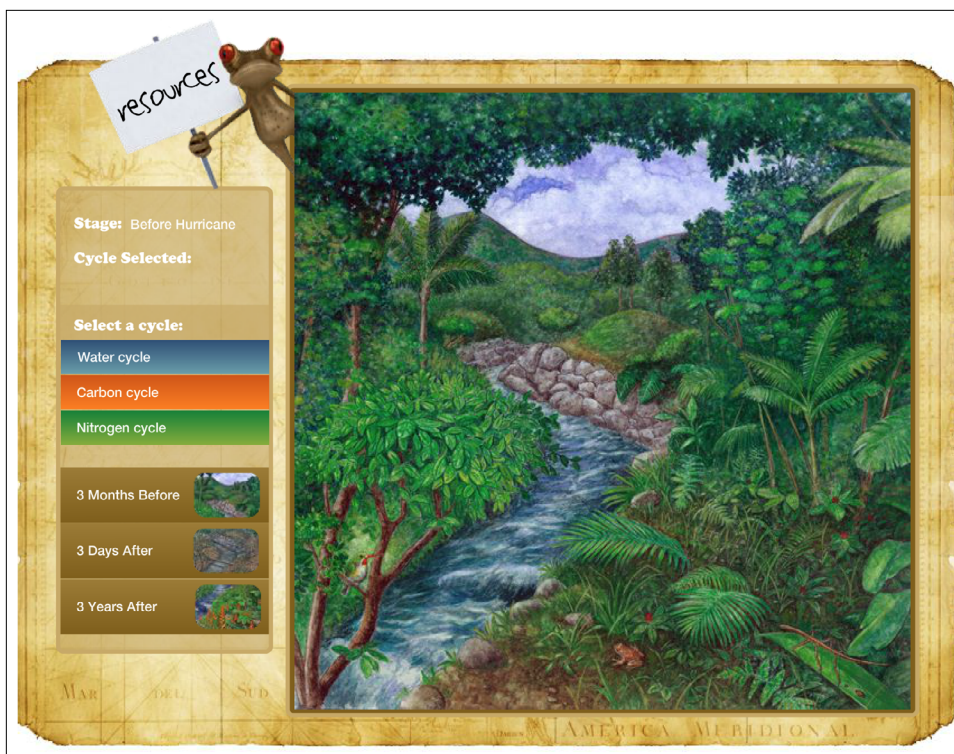 resources
Stage: Before Hurricane
Cycle Selected:
Select a cycle:
Water cycle
Carbon cycle
Nitrogen cycle
3 Months Before
3 Days After
3 Years After
MAR DEL SUD
AMÉRICA MERIDIONAL